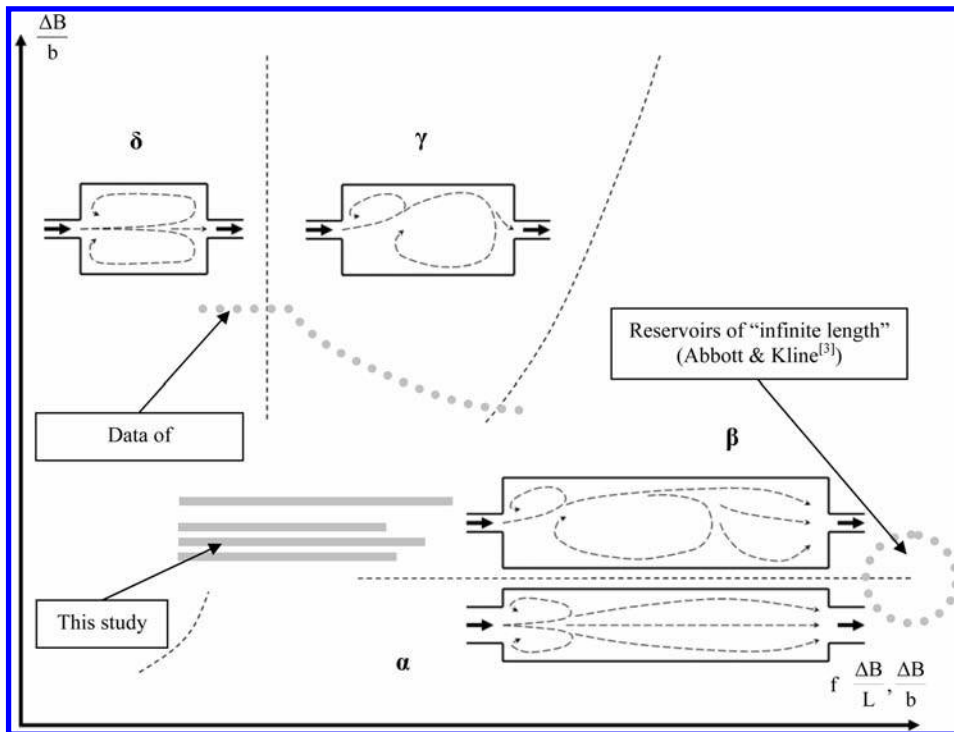 ΔB
b
δ
γ
Reservoirs of “infinite length”
(Abbott & Kline[3])
Data of
β
This study
α
f ΔB/L, ΔB/b